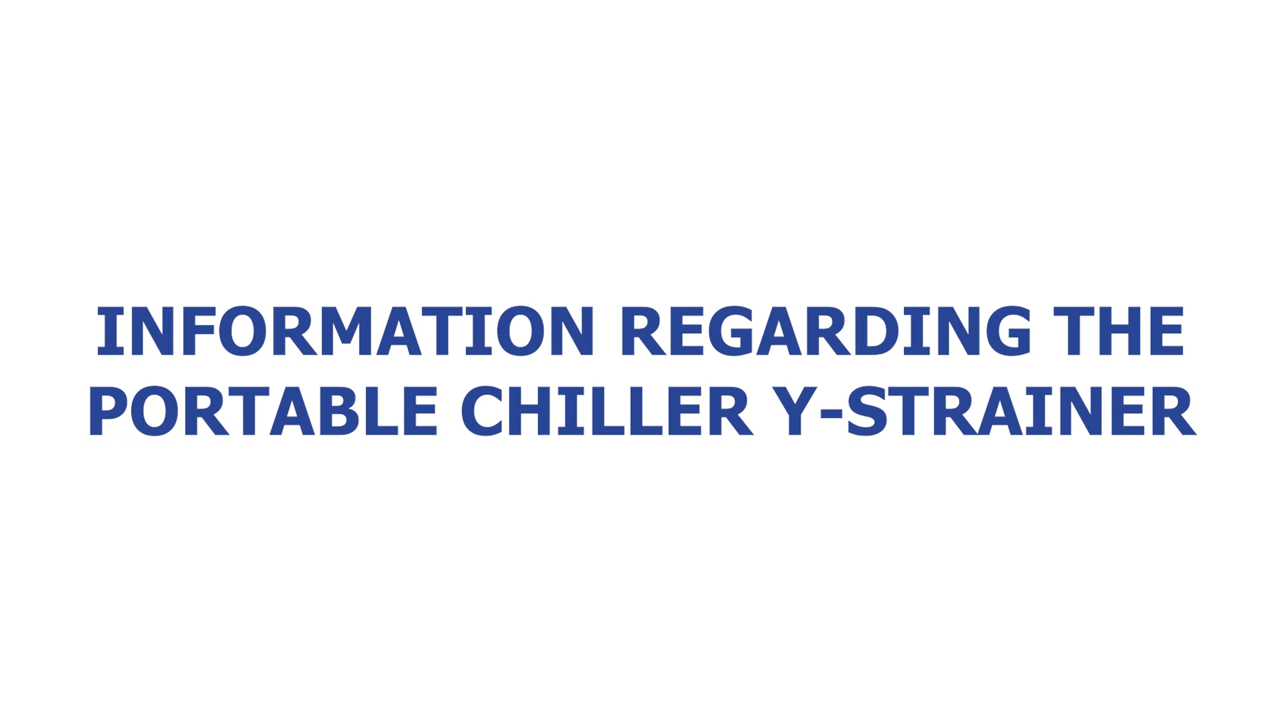 INFORMATION REGARDING THE
PORTABLE CHILLER Y-STRAINER